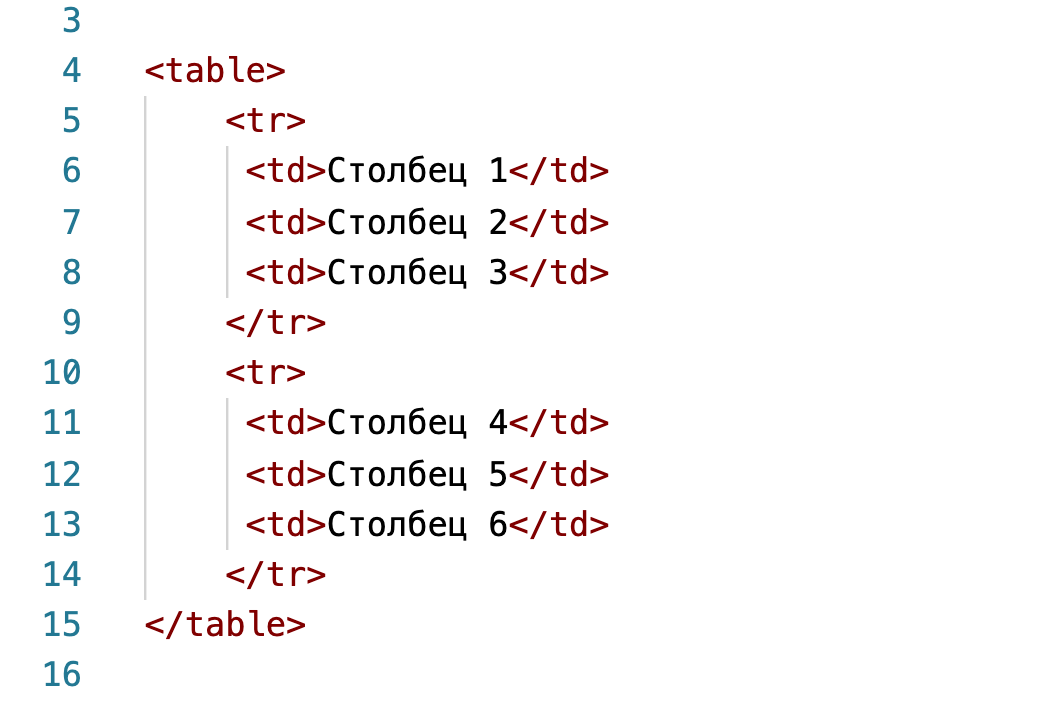 3
4 <table>
5 <tr>
6 <td>Столбец 1</td>
7 <td>Столбец 2</td>
8 <td>Столбец 3</td>
9 </tr>
10 <tr>
11 <td>Столбец 4</td>
12 <td>Столбец 5</td>
13 <td>Столбец 6</td>
14 </tr>
15 </table>
16